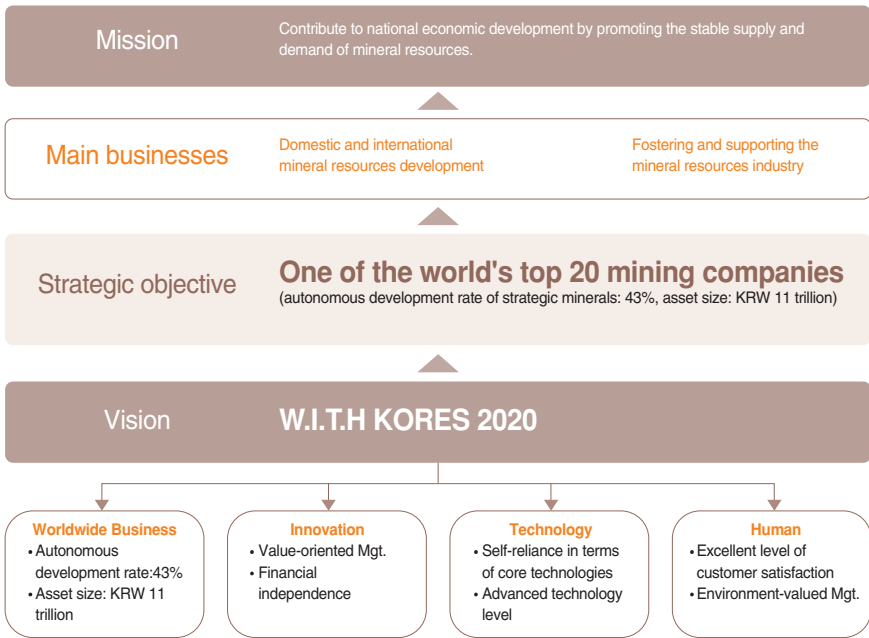 Mission
Contribute to national economic development by promoting the stable supply and
demand of mineral resources.
Main businesses
Domestic and international
mineral resources development
Fostering and supporting the
mineral resources industry
Strategic objective
One of the world's top 20 mining companies
(autonomous development rate of strategic minerals: 43%, asset size: KRW 11 trillion)
Vision
W.I.T.H KORES 2020
Worldwide Business
• Autonomous
development rate:43%
• Asset size: KRW 11
trillion
Innovation
• Value-oriented Mgt.
• Financial
independence
Technology
• Self-reliance in terms
of core technologies
• Advanced technology
level
Human
• Excellent level of
customer satisfaction
• Environment-valued Mgt.